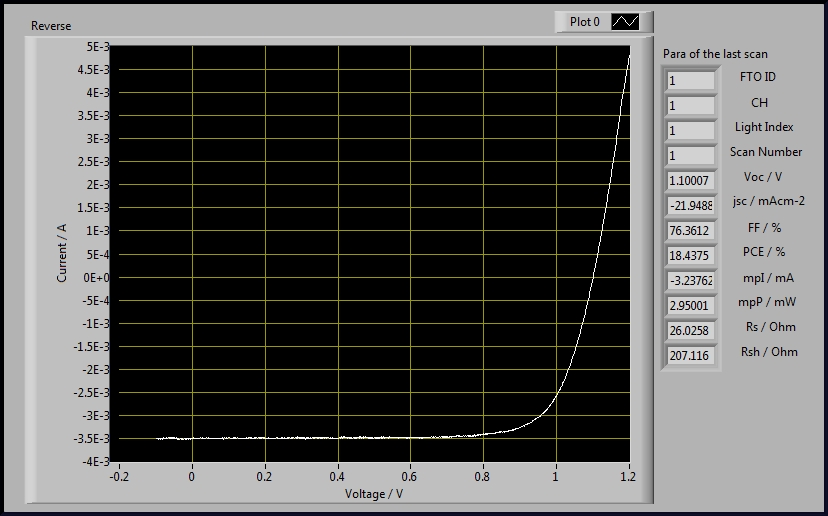 Reverse
Plot 0
5E-3
4.5E-3
4E-3
3.5E-3
3E-3
2.5E-3
2E-3
1.5E-3
1E-3
5E-4
0E+0
-5E-4
-1E-3
-1.5E-3
-2E-3
-2.5E-3
-3E-3
-3.5E-3
-4E-3
Current / A
-0.2 0 0.2 0.4 0.6 0.8 1 1.2
Voltage / V
Para of the last scan
1 FTO ID
1 CH
1 Light Index
1 Scan Number
1.10007 Voc / V
-21.9488 jsc / mAcm-2
76.3612 FF / %
18.4375 PCE / %
-3.23762 mpI / mA
2.95001 mpP / mW
26.0258 Rs / Ohm
207.116 Rsh / Ohm